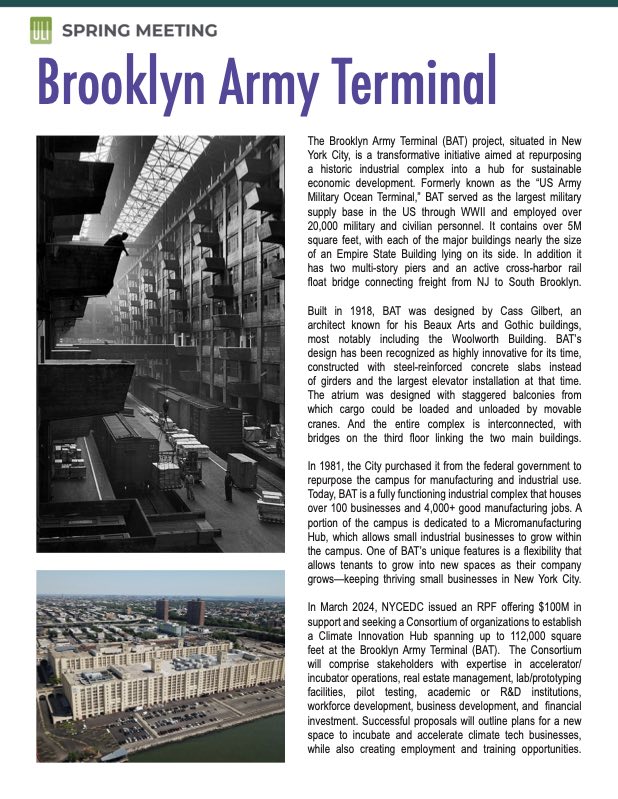 ULI SPRING MEETING
Brooklyn Army Terminal
The Brooklyn Army Terminal (BAT) project, situated in New
York City, is a transformative initiative aimed at repurposing
a historic industrial complex into a hub for sustainable
economic development. Formerly known as the “US Army
Military Ocean Terminal,” BAT served as the largest military
supply base in the US through WWII and employed over
20,000 military and civilian personnel. It contains over 5M
square feet, with each of the major buildings nearly the size
of an Empire State Building lying on its side. In addition it
has two multi-story piers and an active cross-harbor rail
float bridge connecting freight from NJ to South Brooklyn.
Built in 1918, BAT was designed by Cass Gilbert, an
architect known for his Beaux Arts and Gothic buildings,
most notably including the Woolworth Building. BAT’s
design has been recognized as highly innovative for its time,
constructed with steel-reinforced concrete slabs instead
of girders and the largest elevator installation at that time.
The atrium was designed with staggered balconies from
which cargo could be loaded and unloaded by movable
cranes. And the entire complex is interconnected, with
bridges on the third floor linking the two main buildings.
In 1981, the City purchased it from the federal government to
repurpose the campus for manufacturing and industrial use.
Today, BAT is a fully functioning industrial complex that houses
over 100 businesses and 4,000+ good manufacturing jobs. A
portion of the campus is dedicated to a Micromanufacturing
Hub, which allows small industrial businesses to grow within
the campus. One of BAT’s unique features is a flexibility that
allows tenants to grow into new spaces as their company
grows—keeping thriving small businesses in New York City.
In March 2024, NYCEDC issued an RPF offering $100M in
support and seeking a Consortium of organizations to establish
a Climate Innovation Hub spanning up to 112,000 square
feet at the Brooklyn Army Terminal (BAT). The Consortium
will comprise stakeholders with expertise in accelerator/
incubator operations, real estate management, lab/prototyping
facilities, pilot testing, academic or R&D institutions,
workforce development, business development, and financial
investment. Successful proposals will outline plans for a new
space to incubate and accelerate climate tech businesses,
while also creating employment and training opportunities.